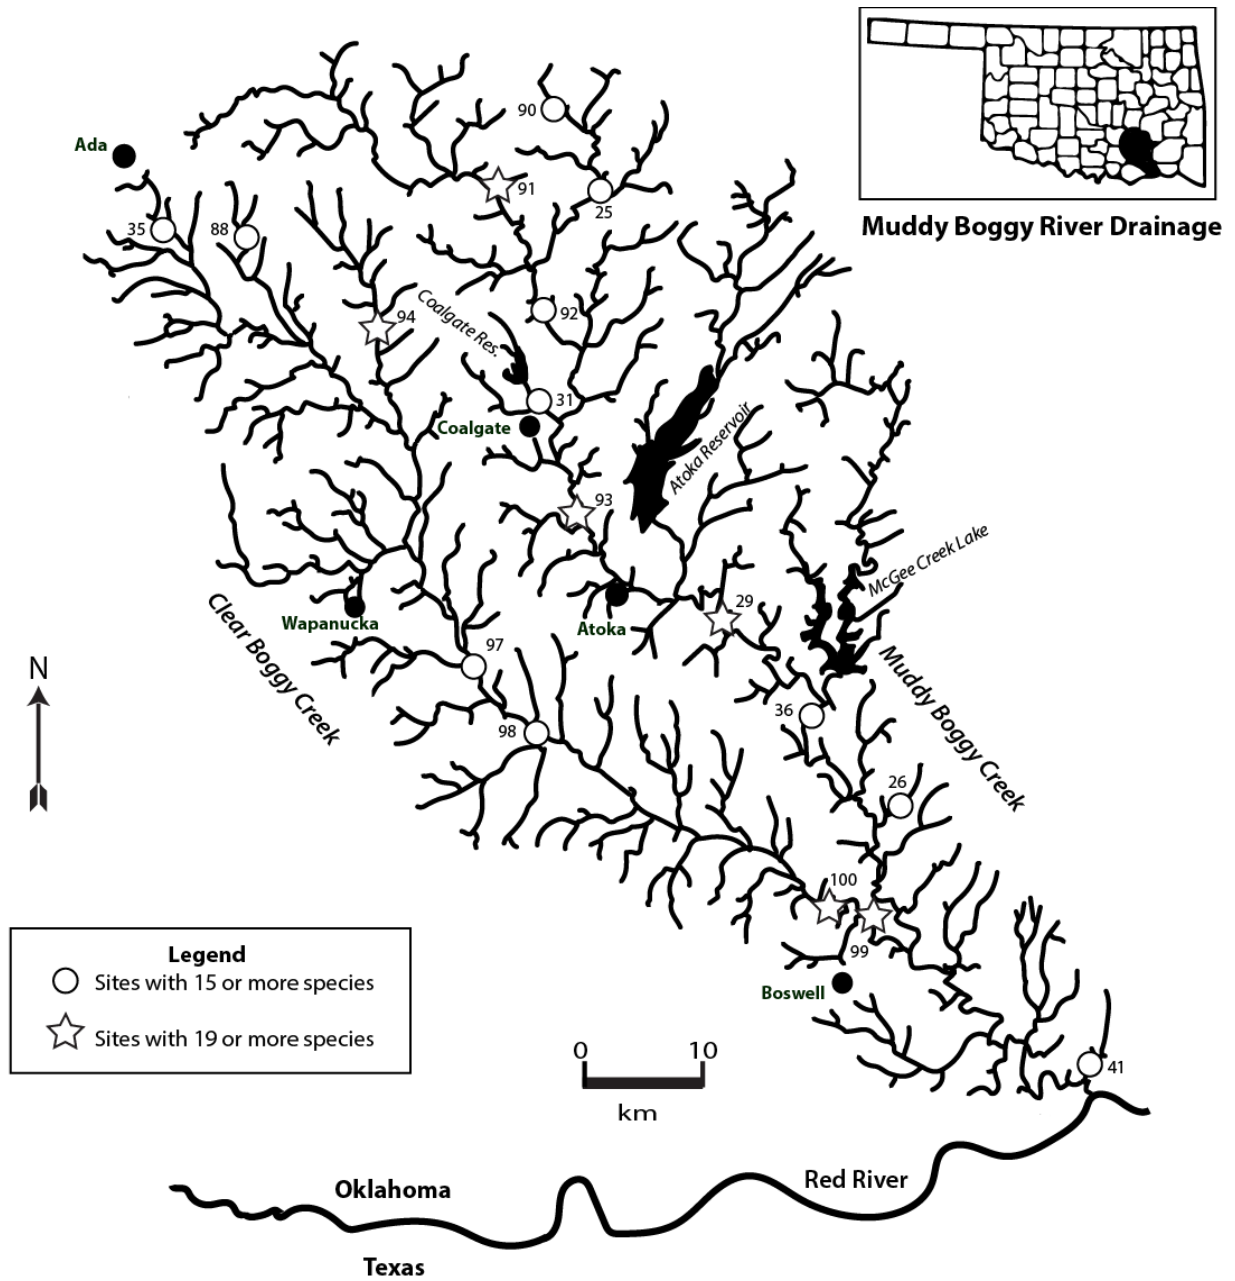 Muddy Boggy River Drainage
90
Ada
91
25
35
88
Coalgate Res.
94
92
31
Coalgate
Atoka Reservoir
93
McGee Creek Lake
29
Wapanucka
Atoka
Clear Boggy Creek
97
N
Muddy Boggy Creek
36
98
26
100
99
Legend
Sites with 15 or more species
Sites with 19 or more species
Boswell
0 10
km
41
Oklahoma
Red River
Texas